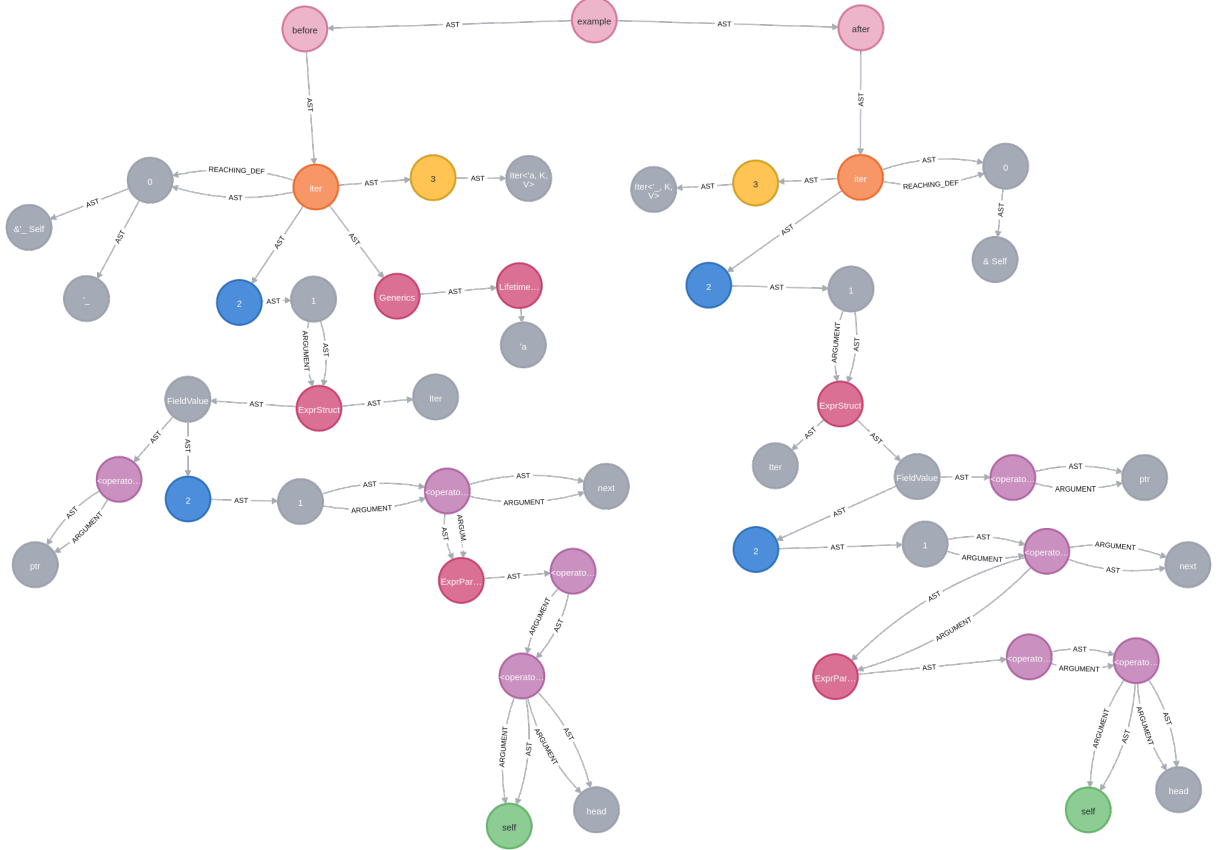 example
before
AST
AST
after
AST
AST
0
REACHING_DEF
AST
iter
AST
3
AST
Iter<'a, K,
V>
Iter<'_, K,
V>
AST
3
AST
iter
AST
REACHING_DEF
0
AST
&'_ Self
AST
'_
AST
AST
AST
AST
& Self
2
AST
1
Generics
AST
Lifetime...
AST
'a
2
AST
1
ARGUMENT
AST
ARGUMENT
AST
FieldValue
AST
ExprStruct
AST
iter
ExprStruct
AST
AST
AST
AST
Iter
FieldValue
AST
<operato...
AST
ARGUMENT
ptr
<operato...
2
AST
1
AST
ARGUMENT
<operato...
AST
ARGUMENT
next
AST
ARGUMENT
ptr
AST
ARGUM...
AST
2
AST
1
AST
ARGUMENT
<operato...
ARGUMENT
AST
next
ExprPar...
AST
<operato...
ARGUMENT
AST
AST
ARGUMENT
<operato...
ExprPar...
AST
<operato...
AST
ARGUMENT
<operato...
ARGUMENT
AST
ARGUMENT
AST
ARGUMENT
AST
ARGUMENT
AST
self
head
self
head